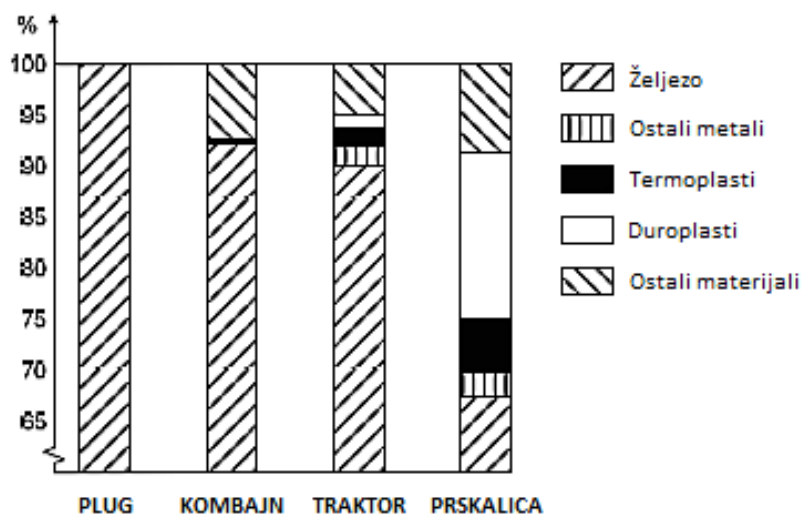 %
100
95
90
85
80
75
70
65
PLUG KOMBAJN TRAKTOR PRSKALICA
Željezo
Ostali metali
Termoplasti
Duroplasti
Ostali materijali